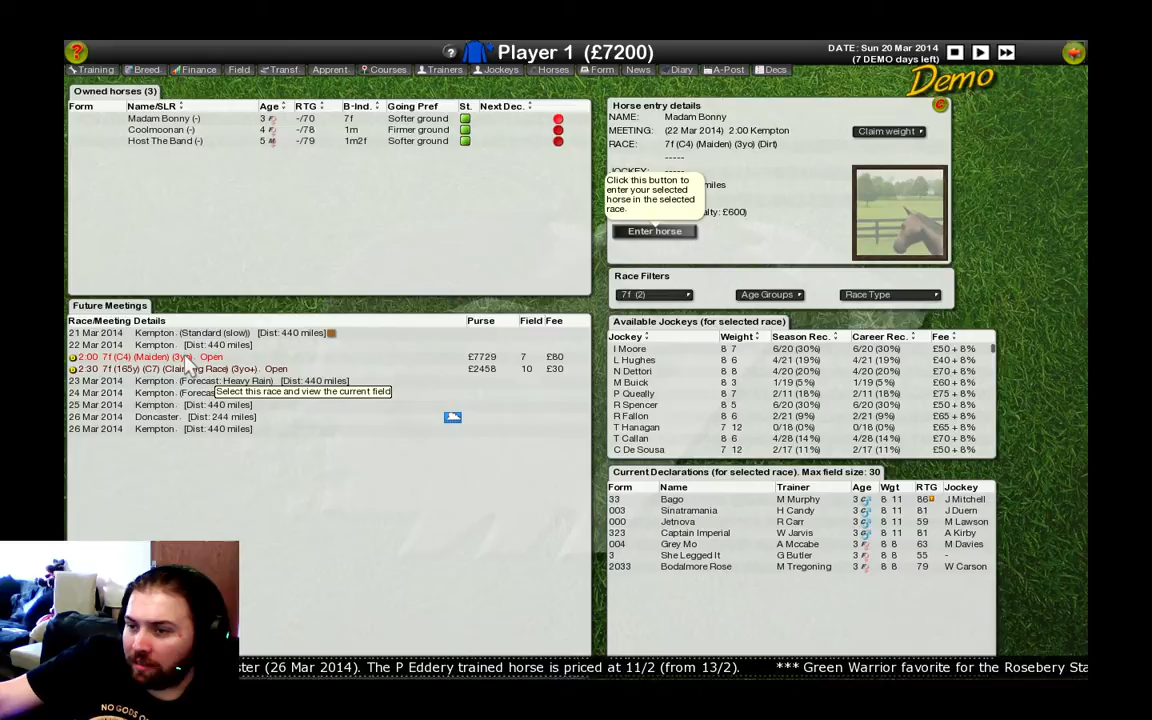 ? ? Player 1 (£7200) DATE: Sun 20 Mar 2014
(7 DEMO days left)
Demo
Training Breed Finance Field Transf. Apprent. Courses Trainers Jockeys Horses Form News Diary A-Post Decs
Owned horses (3)
Form Name/SLR Age RTG B-Ind. Going Pref St. Next Dec.
Madam Bonny (-) 3 -/70 7f Softer ground
Coolmoonan (-) 4 -/78 1m Firmer ground
Host The Band (-) 5 -/79 1m2f Softer ground
Horse entry details
NAME: Madam Bonny
MEETING: (22 Mar 2014) 2:00 Kempton
RACE: 7f (C4) (Maiden) (3yo) (Dirt)
-----
-----
Claim weight
Click this button to
enter your selected
horse in the selected
race.
miles
alty: £600)
Enter horse
Race Filters
7f (2) Age Groups Race Type
Future Meetings
Race/Meeting Details Purse Field Fee
21 Mar 2014 Kempton. (Standard (slow)) [Dist: 440 miles]
22 Mar 2014 Kempton. [Dist: 440 miles]
2:00 7f (C4) (Maiden) (3yo) Open £7729 7 £80
2:30 7f (165y) (C7) (Claiming Race) (3yo+) Open £2458 10 £30
23 Mar 2014 Kempton. (Forecast: Heavy Rain) [Dist: 440 miles]
24 Mar 2014 Kempton. (Foreca
Select this race and view the current field
25 Mar 2014 Kempton. [Dist: 440 miles]
26 Mar 2014 Doncaster. [Dist: 244 miles]
26 Mar 2014 Kempton. [Dist: 440 miles]
Available Jockeys (for selected race)
Jockey Weight Season Rec. Career Rec. Fee
I Moore 8 7 6/20 (30%) 6/20 (30%) £50 + 8%
L Hughes 8 6 4/21 (19%) 4/21 (19%) £40 + 8%
N Dettori 8 6 4/20 (20%) 4/20 (20%) £70 + 8%
M Buick 8 3 1/19 (5%) 1/19 (5%) £60 + 8%
P Queally 8 7 2/11 (18%) 2/11 (18%) £75 + 8%
R Spencer 8 5 6/20 (30%) 6/20 (30%) £50 + 8%
R Fallon 8 6 2/21 (9%) 2/21 (9%) £65 + 8%
T Hanagan 7 12 0/18 (0%) 0/18 (0%) £65 + 8%
T Callan 8 6 4/28 (14%) 4/28 (14%) £70 + 8%
C De Sousa 7 12 2/17 (11%) 2/17 (11%) £50 + 8%
Current Declarations (for selected race). Max field size: 30
Form Name Trainer Age Wgt RTG Jockey
33 Bago M Murphy 3 8 11 86 J Mitchell
003 Sinatramania H Candy 3 8 11 81 J Duern
000 Jetnova R Carr 3 8 11 59 M Lawson
323 Captain Imperial W Jarvis 3 8 11 81 A Kirby
004 Grey Mo A Mccabe 3 8 8 63 M Davies
3 She Legged It G Butler 3 8 8 55 -
2033 Bodalmore Rose M Tregoning 3 8 8 79 W Carson
ster (26 Mar 2014). The P Eddery trained horse is priced at 11/2 (from 13/2). *** Green Warrior favorite for the Rosebery Sta
NO GODS